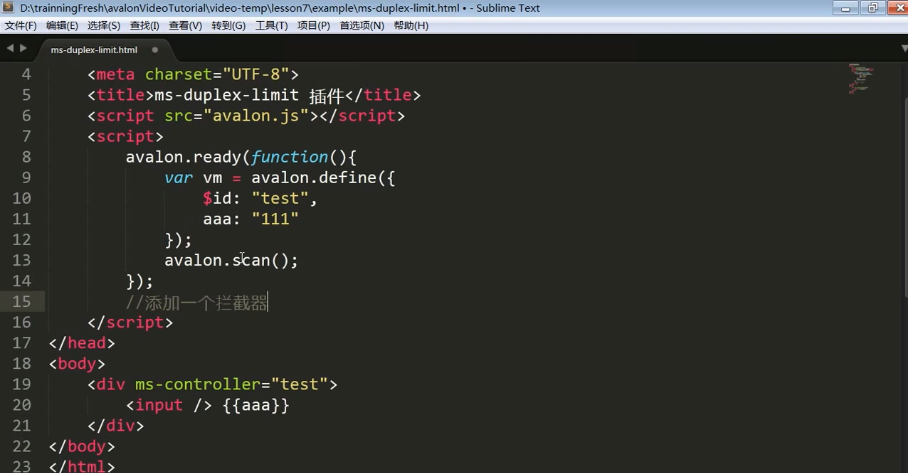 D:\trainningFresh\avalonVideoTutorial\video-temp\lesson7\example\ms-duplex-limit.html • - Sublime Text
文件(F) 编辑(E) 选择(S) 查找(I) 查看(V) 转到(G) 工具(T) 项目(P) 首选项(N) 帮助(H)
ms-duplex-limit.html
4 <meta charset="UTF-8">
5 <title>ms-duplex-limit 插件</title>
6 <script src="avalon.js"></script>
7 <script>
8 avalon.ready(function(){
9 var vm = avalon.define({
10 $id: "test",
11 aaa: "111"
12 });
13 avalon.scan();
14 });
15 //添加一个拦截器
16 </script>
17 </head>
18 <body>
19 <div ms-controller="test">
20 <input /> {{aaa}}
21 </div>
22 </body>
23 </html>